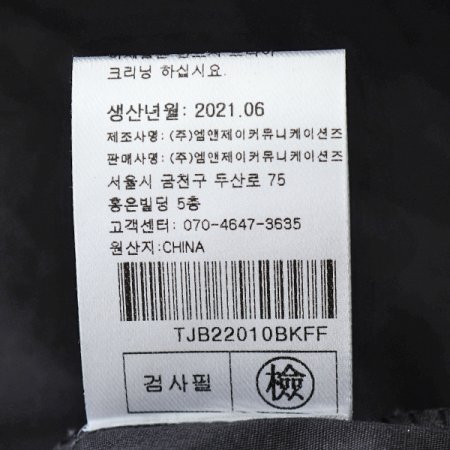 크리닝 하십시요.
생산년월: 2021.06
제조사명: (주)엠앤제이커뮤니케이션즈
판매사명: (주)엠앤제이커뮤니케이션즈
서울시 금천구 두산로 75
홍은빌딩 5층
고객센터: 070-4647-3635
원산지:CHINA
TJB22010BKFF
검사필 檢